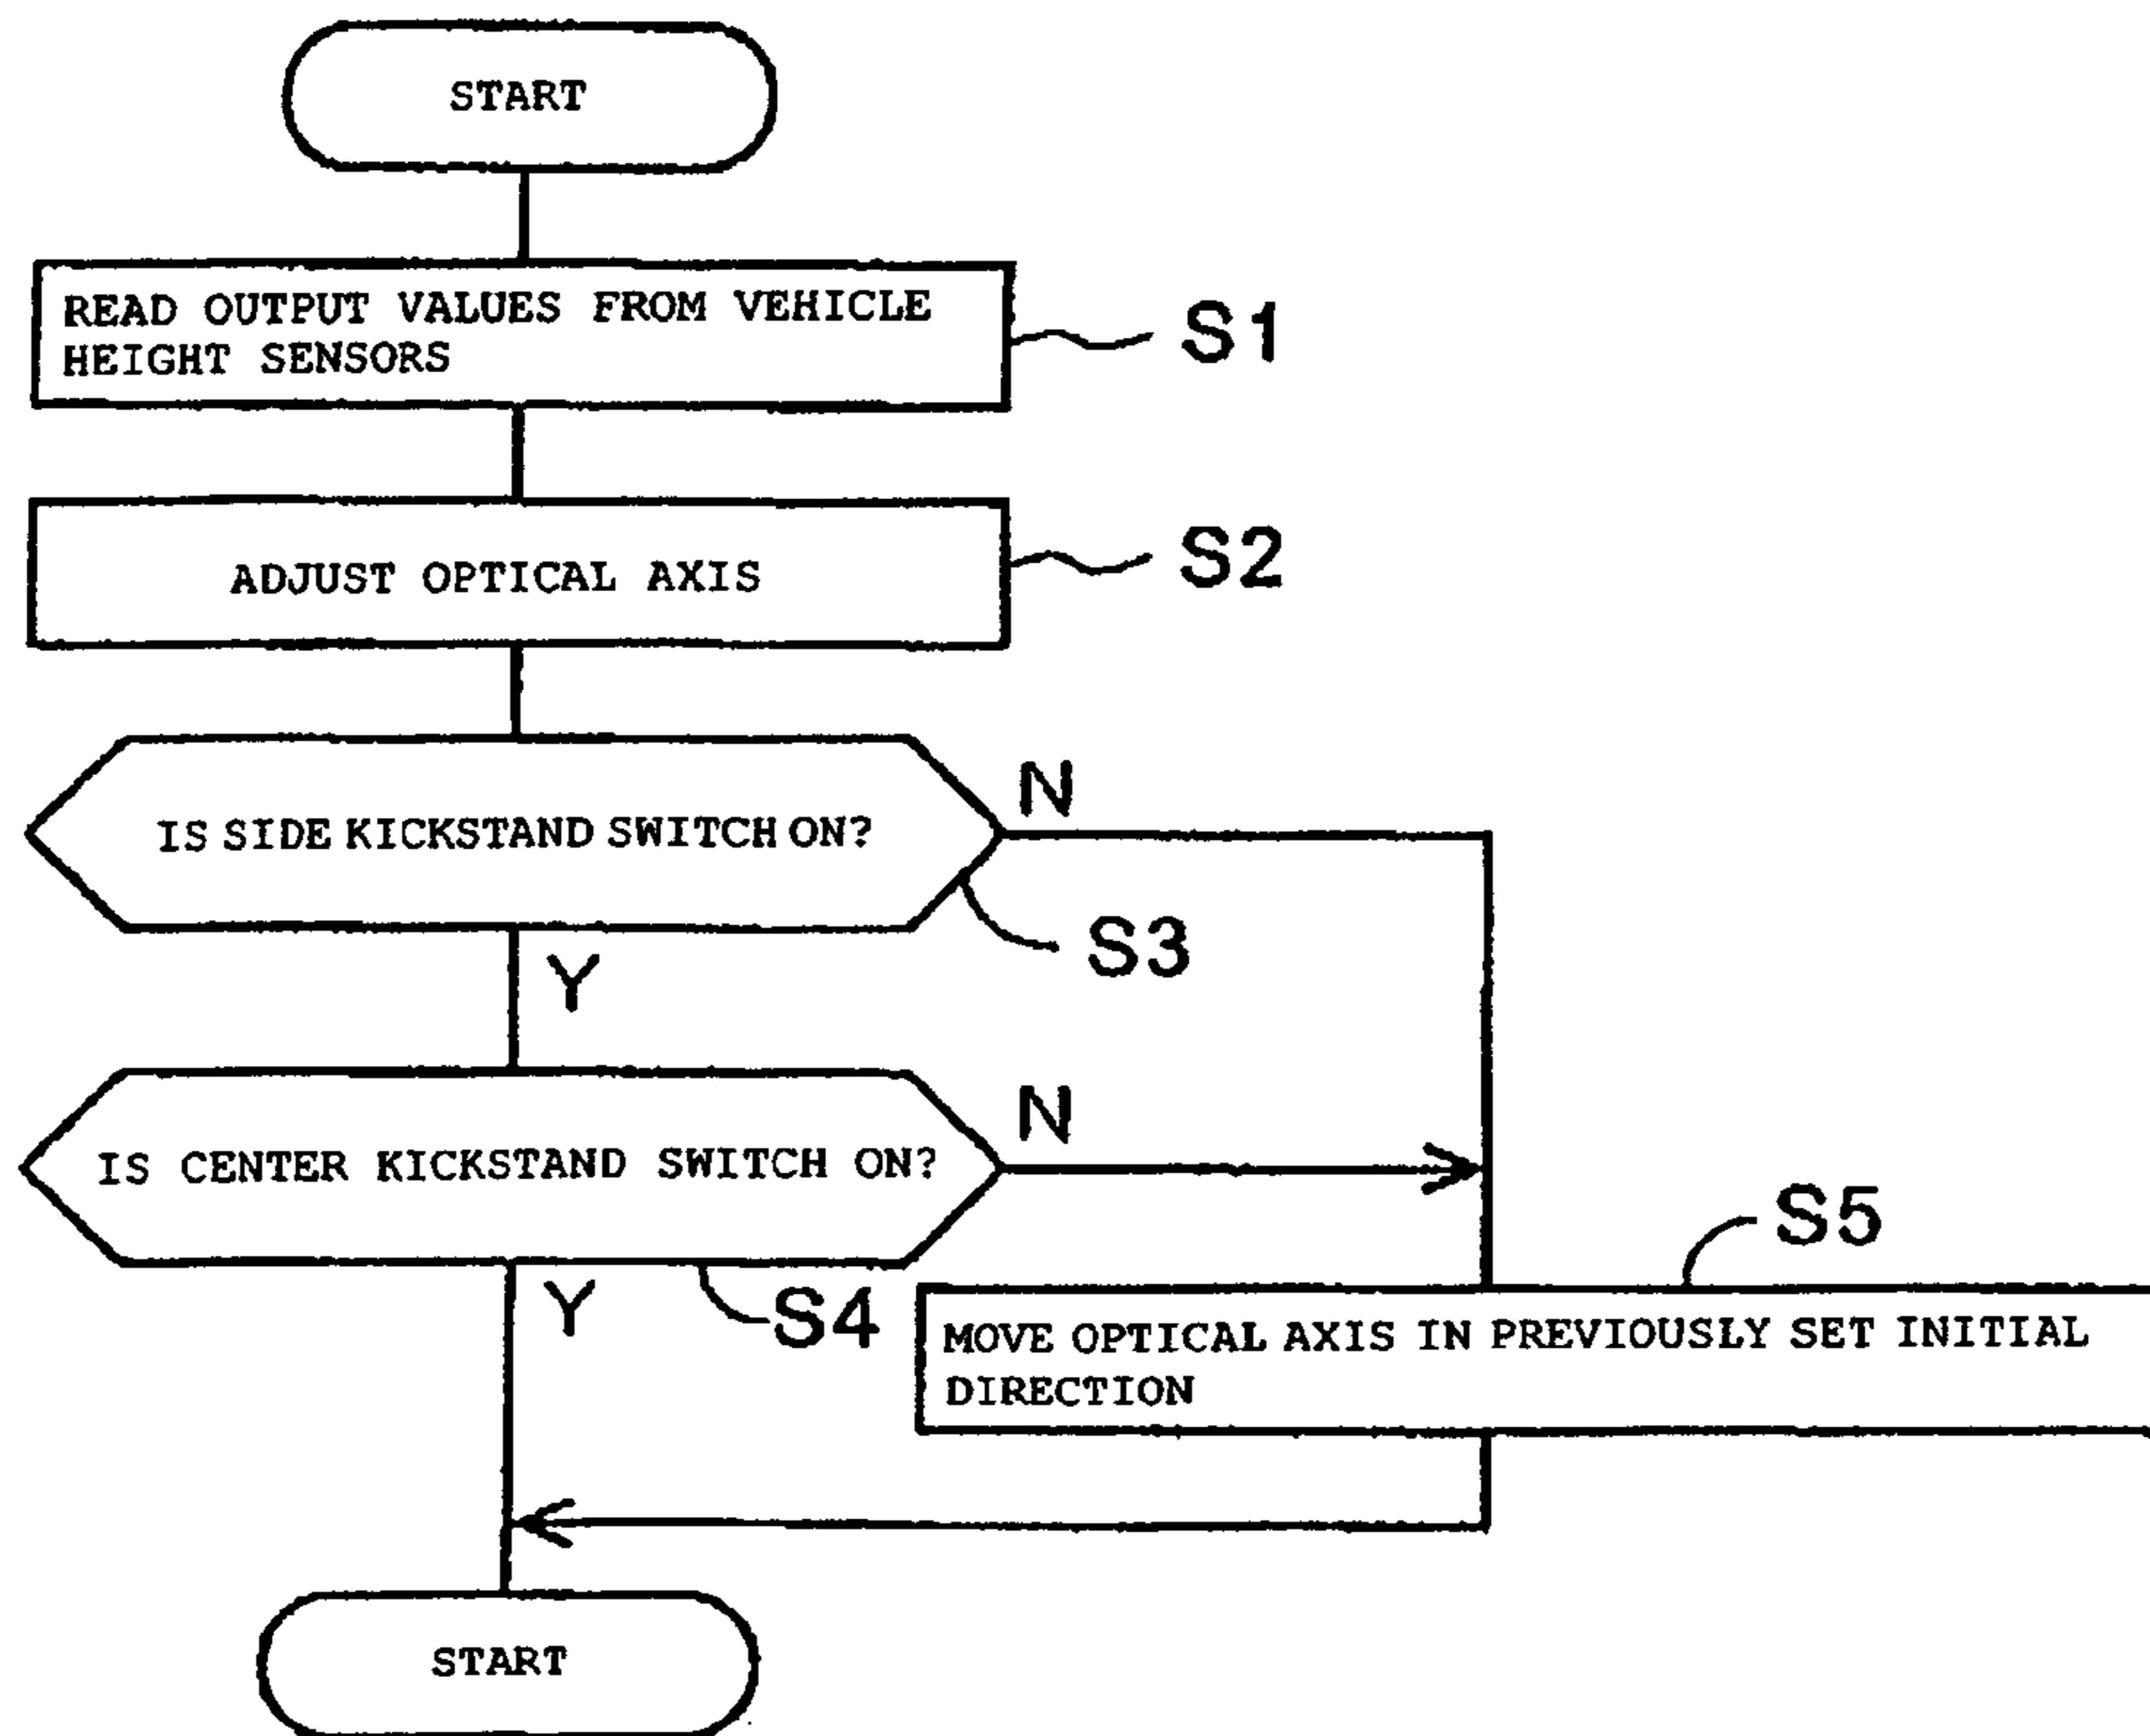 START
READ OUTPUT VALUES FROM VEHICLE
HEIGHT SENSORS
S1
ADJUST OPTICAL AXIS
S2
IS SIDE KICKSTAND SWITCH ON?
N
S3
Y
IS CENTER KICKSTAND SWITCH ON?
N
S4
Y
S5
MOVE OPTICAL AXIS IN PREVIOUSLY SET INITIAL
DIRECTION
START